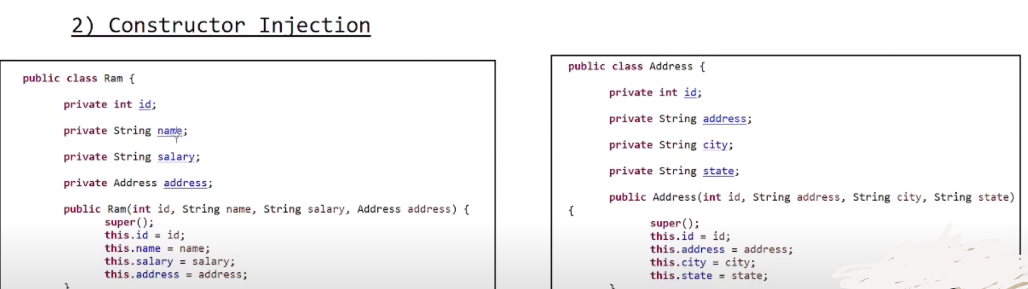 2) Constructor Injection
public class Ram {
private int id;
private String name;
private String salary;
private Address address;
public Ram(int id, String name, String salary, Address address) {
super();
this.id = id;
this.name = name;
this.salary = salary;
this.address = address;
}
public class Address {
private int id;
private String address;
private String city;
private String state;
public Address(int id, String address, String city, String state)
{
super();
this.id = id;
this.address = address;
this.city = city;
this.state = state;
}